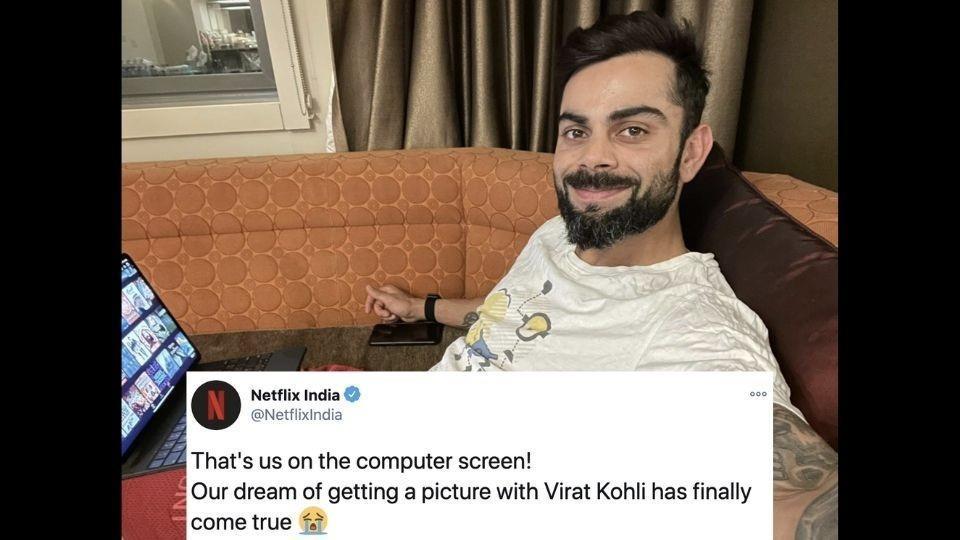 Netflix India
@NetflixIndia
That's us on the computer screen!
Our dream of getting a picture with Virat Kohli has finally
come true 😭